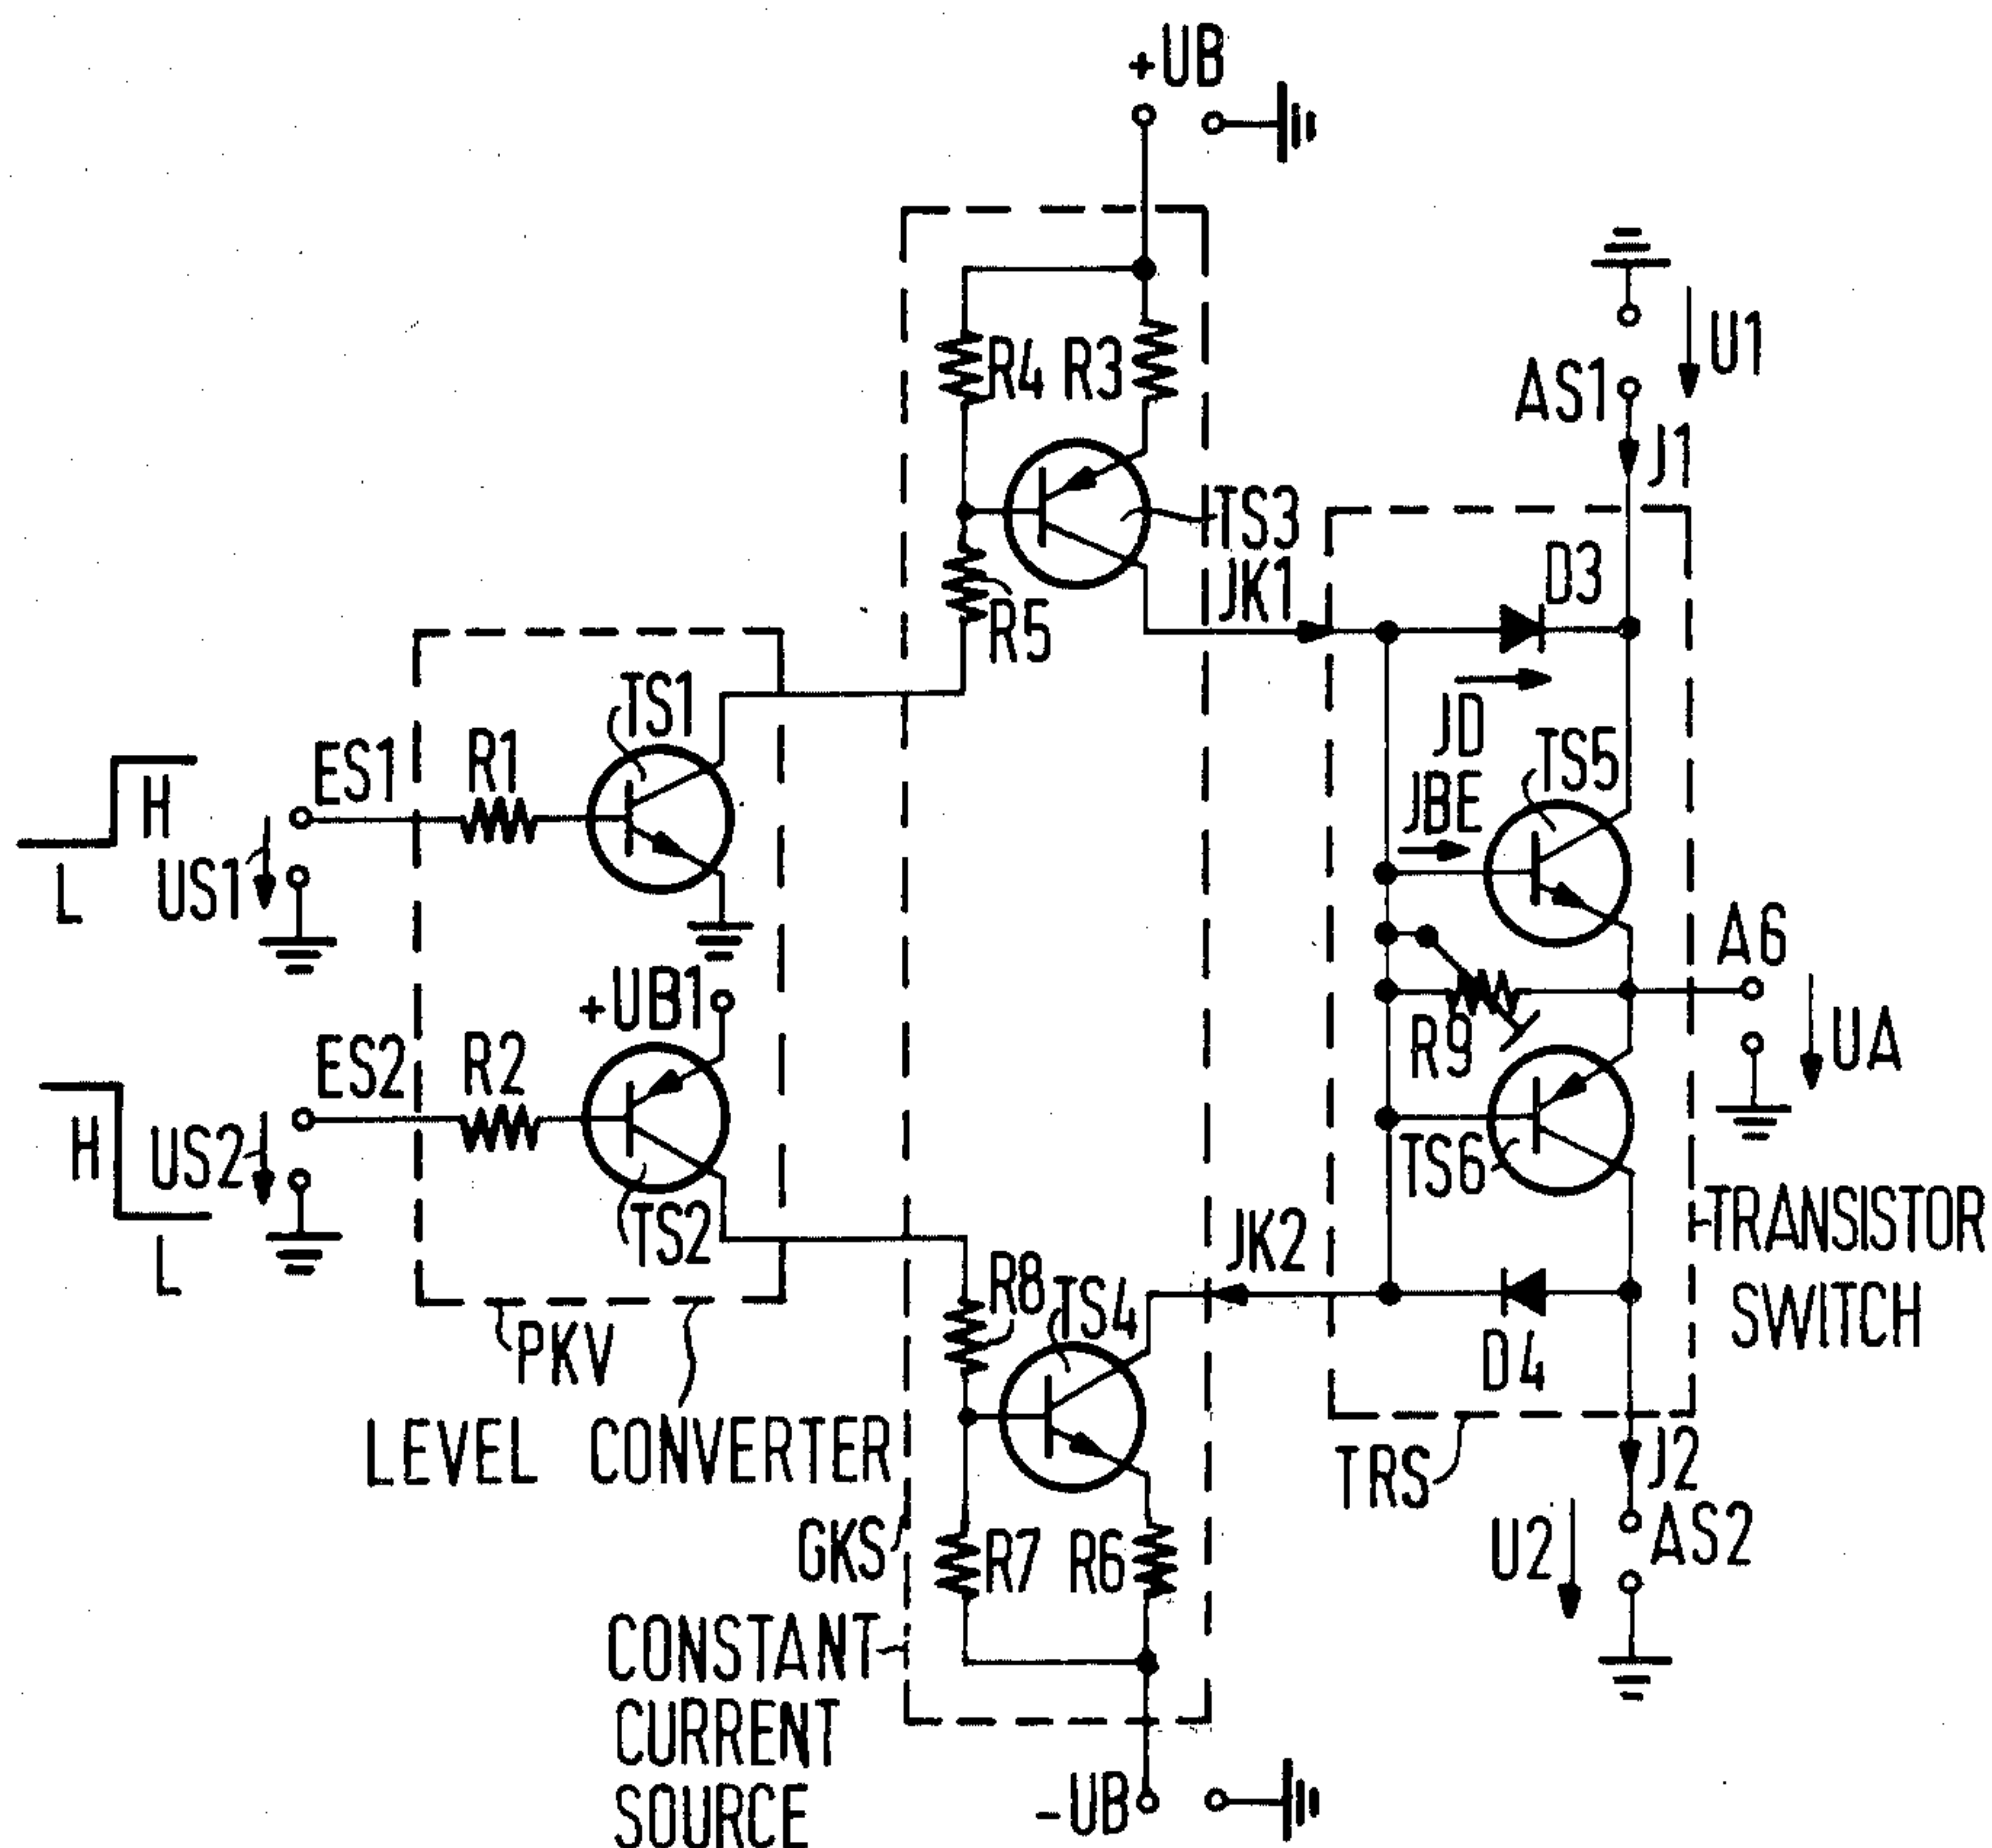 +UB
U1
AS1
J1
R4
R3
TS3
JK1
D3
R5
JD
TS1
R1
ES1
H
L
US1
JBE
TS5
A6
+UB1
R9
UA
ES2
R2
H
US2
L
TS2
TS6
TRANSISTOR
SWITCH
JK2
R8
TS4
D4
PKV
LEVEL CONVERTER
TRS
J2
AS2
U2
GKS
R7
R6
CONSTANT
CURRENT
SOURCE
-UB